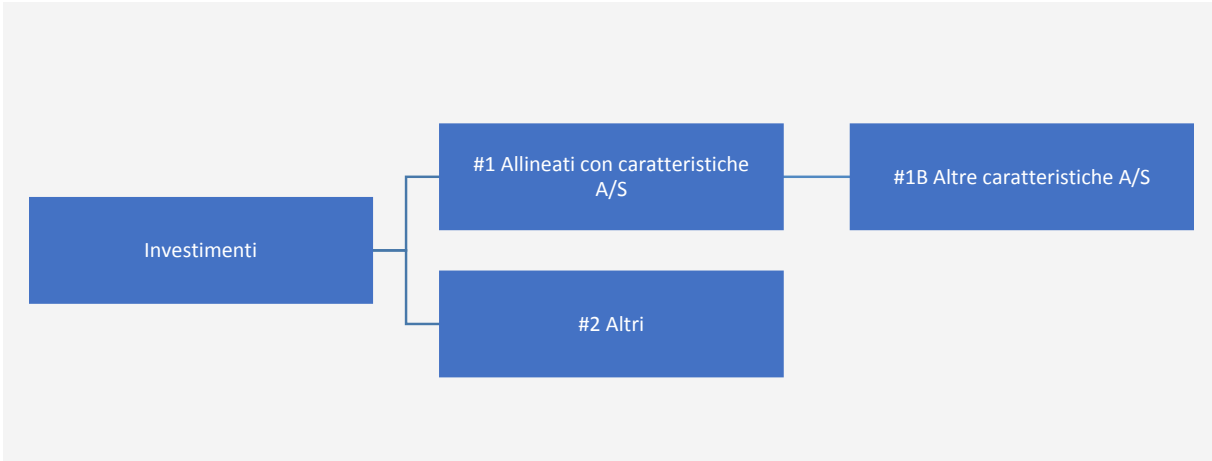 Investimenti
#1 Allineati con caratteristiche
A/S
#1B Altre caratteristiche A/S
#2 Altri